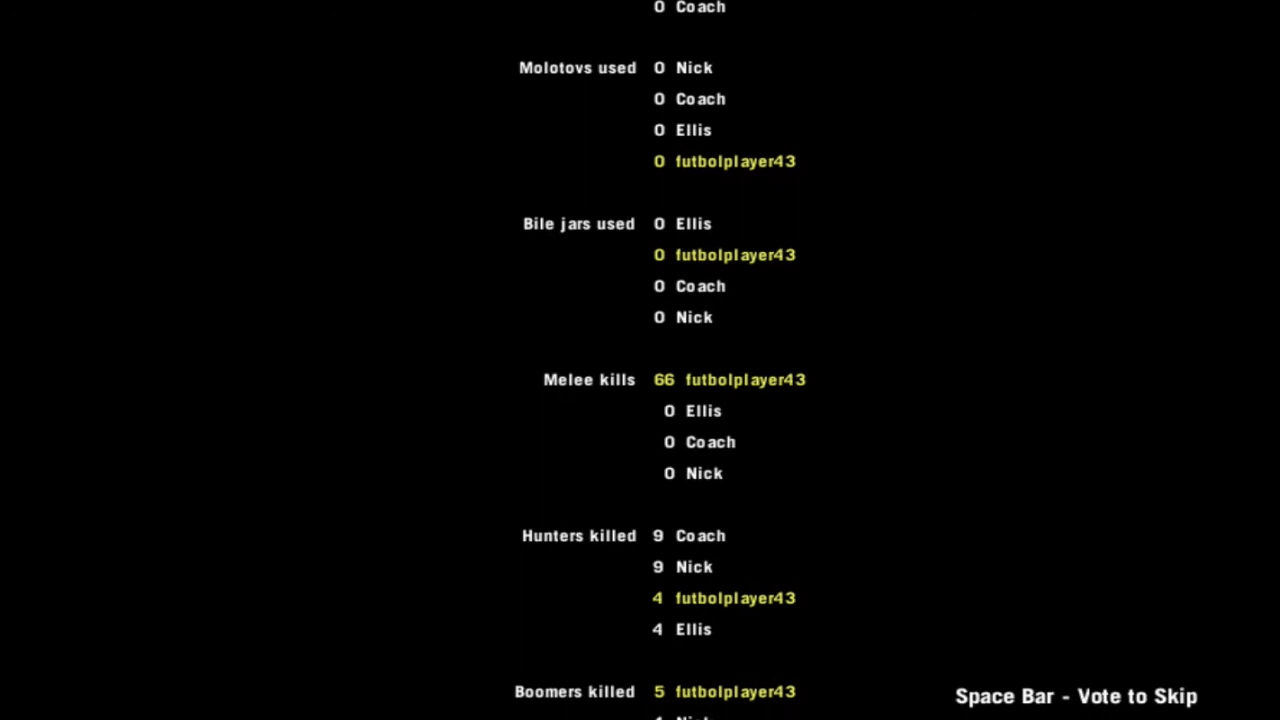 0 Coach
Molotovs used 0 Nick
0 Coach
0 Ellis
0 futbolplayer43
Bile jars used 0 Ellis
0 futbolplayer43
0 Coach
0 Nick
Melee kills 66 futbolplayer43
0 Ellis
0 Coach
0 Nick
Hunters killed 9 Coach
9 Nick
4 futbolplayer43
4 Ellis
Boomers killed 5 futbolplayer43
Space Bar - Vote to Skip